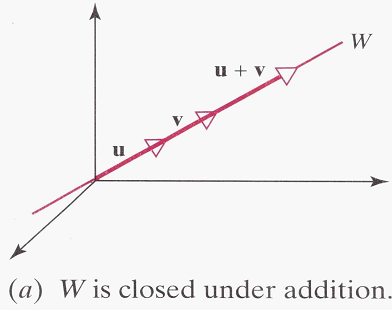 W
u + v
v
u
(a) W is closed under addition.